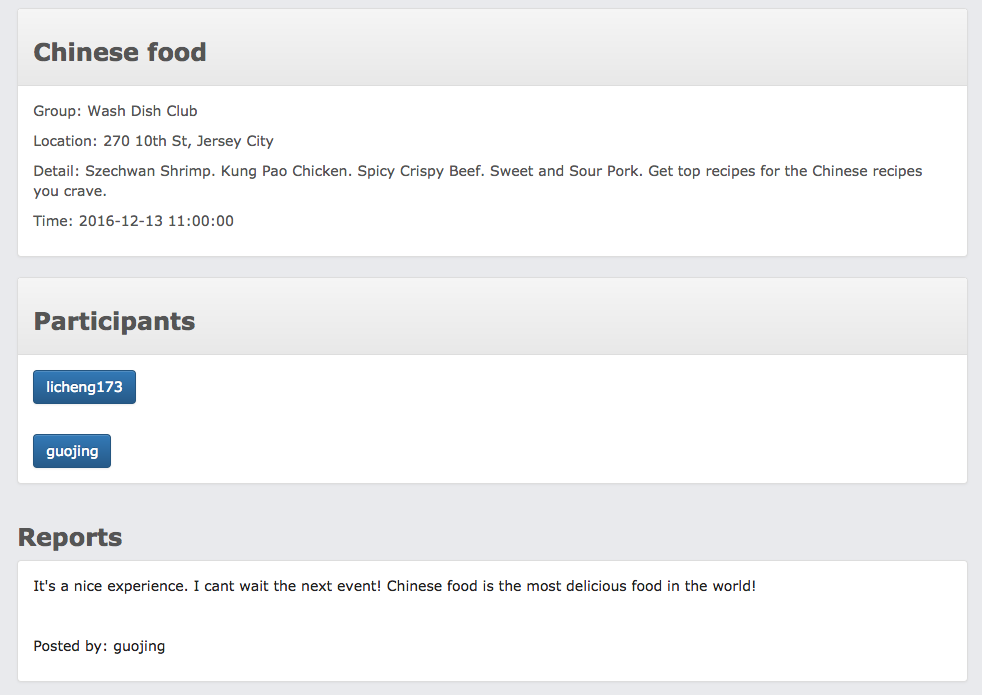 Chinese food
Group: Wash Dish Club
Location: 270 10th St, Jersey City
Detail: Szechwan Shrimp. Kung Pao Chicken. Spicy Crispy Beef. Sweet and Sour Pork. Get top recipes for the Chinese recipes
you crave.
Time: 2016-12-13 11:00:00
Participants
licheng173
guojing
Reports
It's a nice experience. I cant wait the next event! Chinese food is the most delicious food in the world!
Posted by: guojing